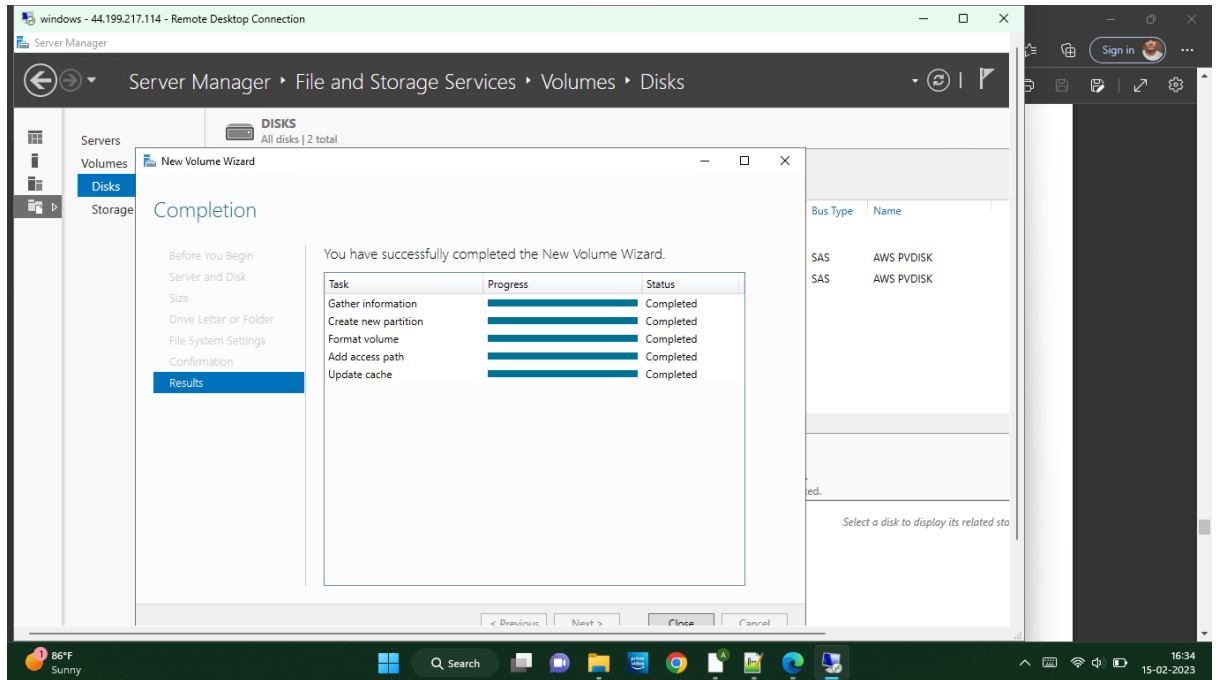 windows - 44.199.217.114 - Remote Desktop Connection
Server Manager
Sign in
Server Manager ‣ File and Storage Services ‣ Volumes ‣ Disks
Servers
Volumes
Disks
Storage
DISKS
All disks | 2 total
New Volume Wizard
Completion
Before You Begin
Server and Disk
Size
Drive Letter or Folder
File System Settings
Confirmation
Results
You have successfully completed the New Volume Wizard.
Task Progress Status
Gather information Completed
Create new partition Completed
Format volume Completed
Add access path Completed
Update cache Completed
< Previous Next > Close Cancel
Bus Type Name
SAS AWS PVDISK
SAS AWS PVDISK
ted.
Select a disk to display its related sto
1
86°F
Sunny
Search
prime video
A
16:34
15-02-2023